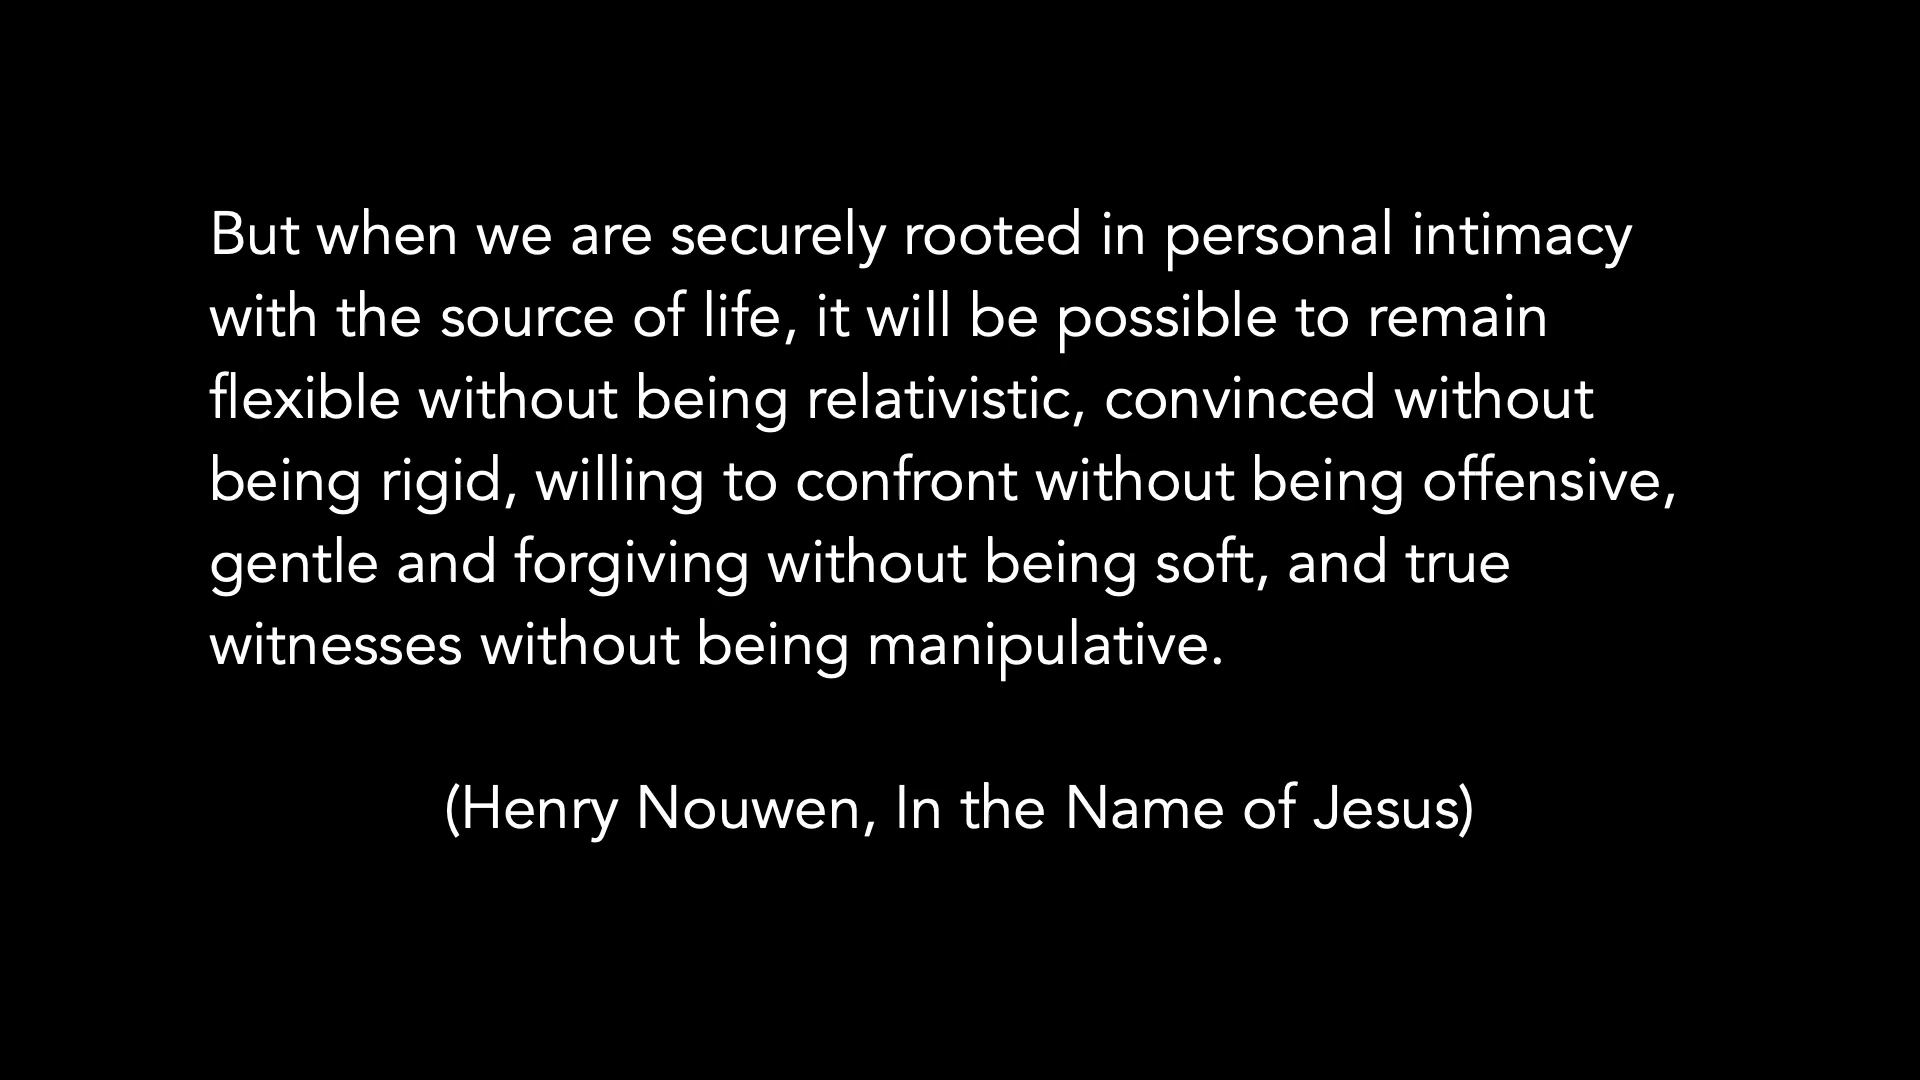 But when we are securely rooted in personal intimacy
with the source of life, it will be possible to remain
flexible without being relativistic, convinced without
being rigid, willing to confront without being offensive,
gentle and forgiving without being soft, and true
witnesses without being manipulative.
(Henry Nouwen, In the Name of Jesus)